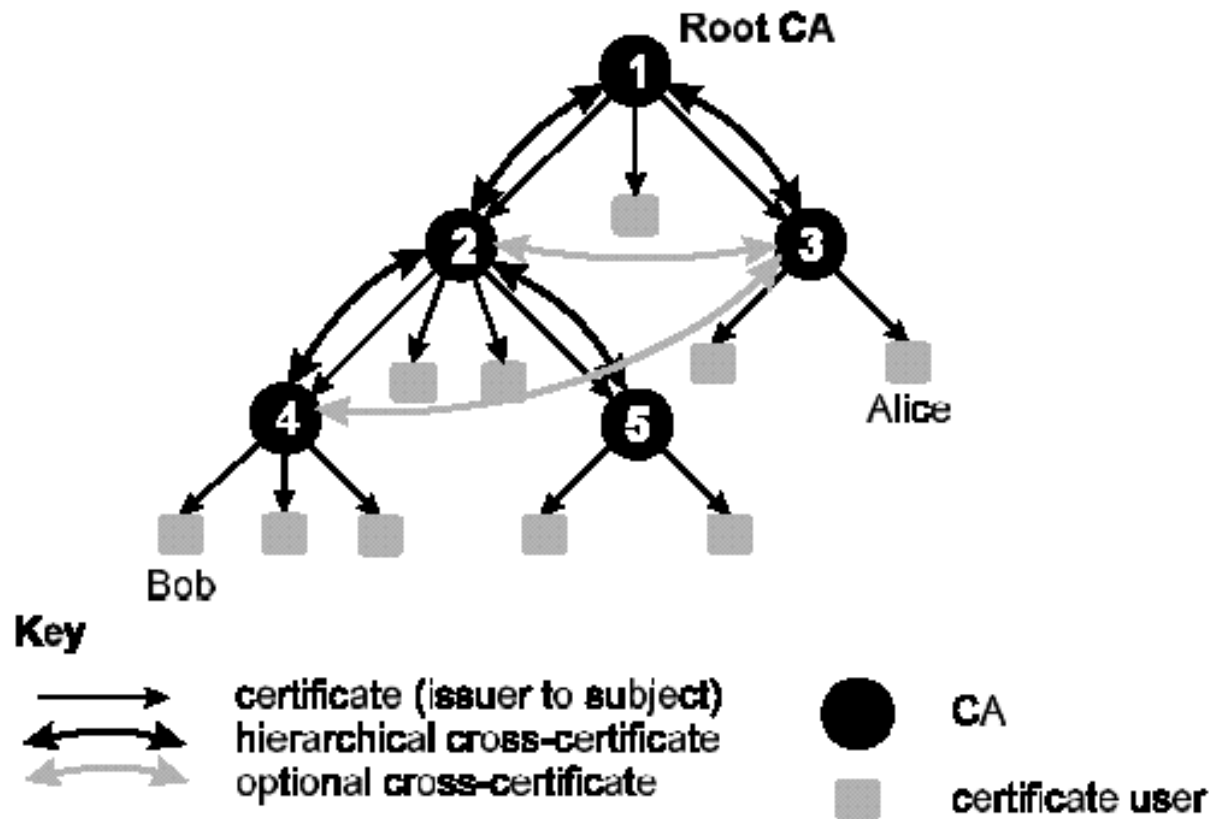 Root CA
1
2
3
4
5
Alice
Bob
Key
certificate (issuer to subject)
hierarchical cross-certificate
optional cross-certificate
CA
certificate user